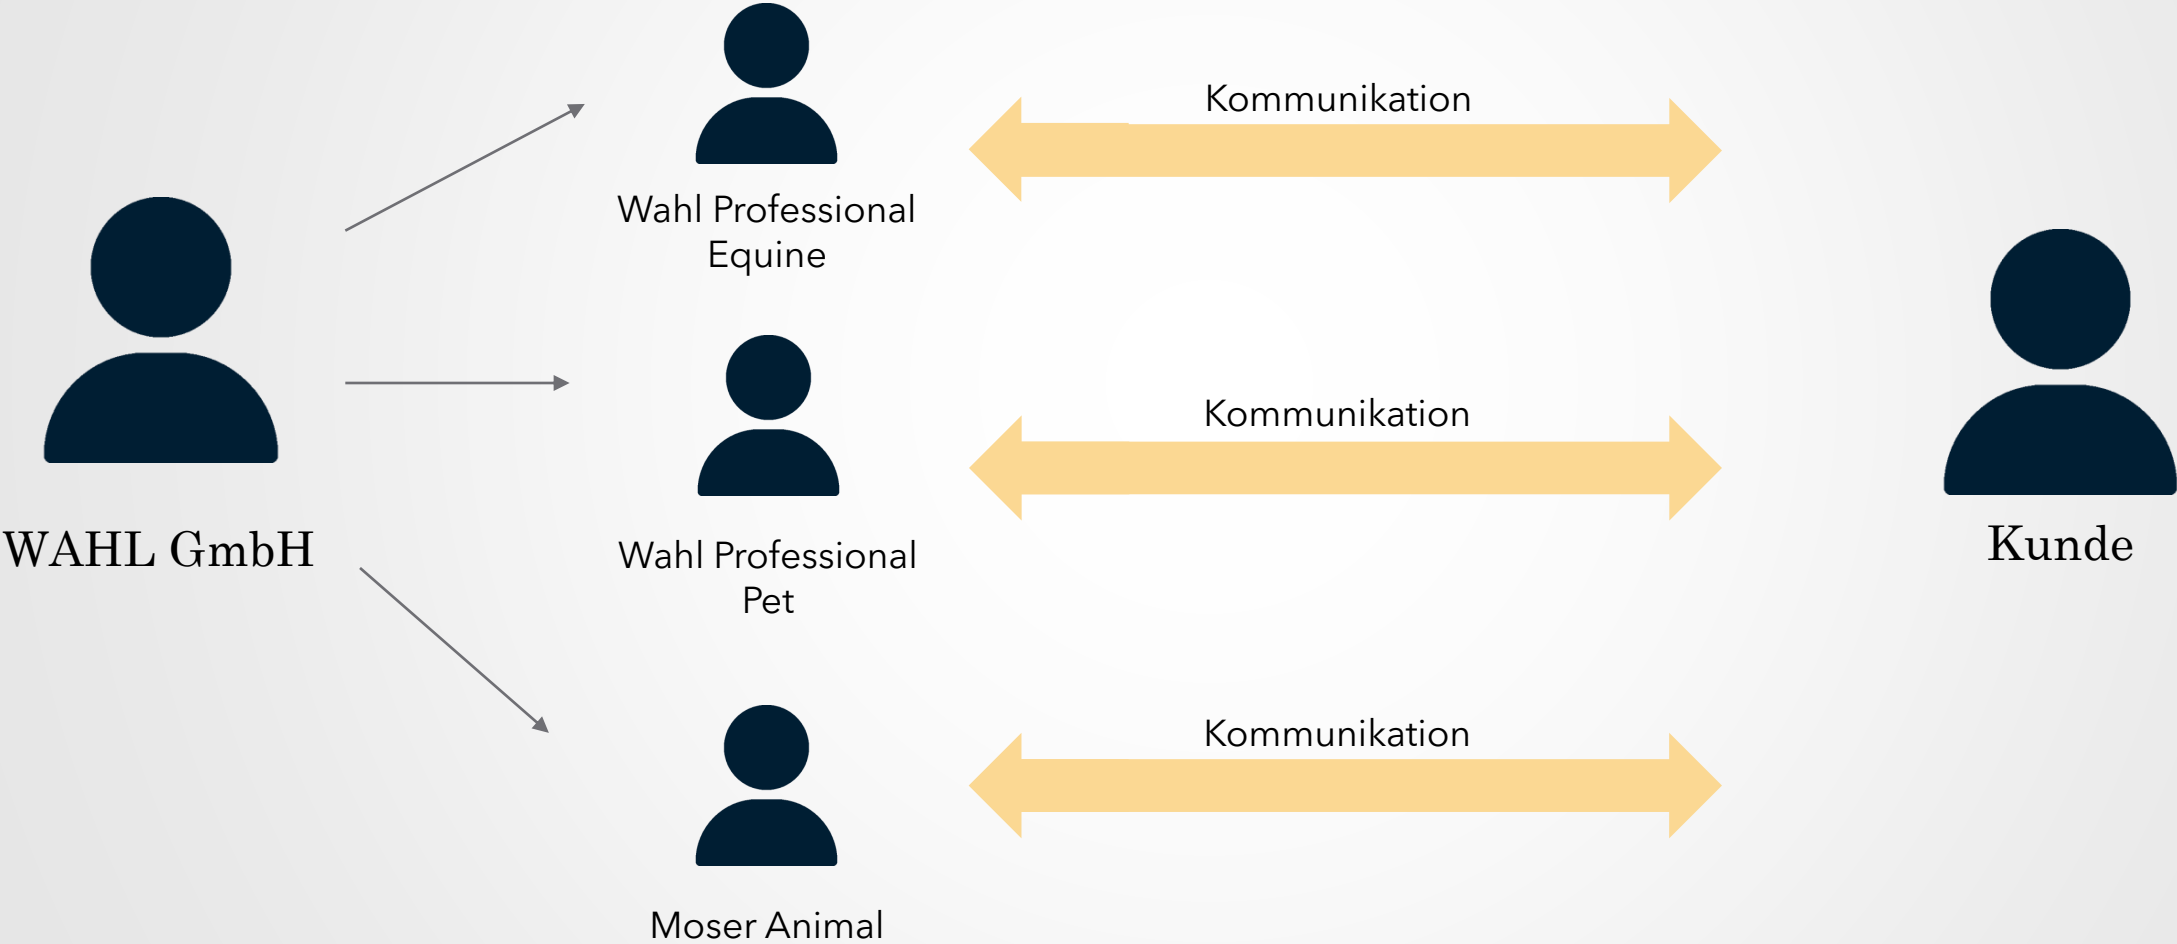 Kommunikation
Wahl Professional
Equine
Kommunikation
WAHL GmbH
Wahl Professional
Pet
Kunde
Kommunikation
Moser Animal